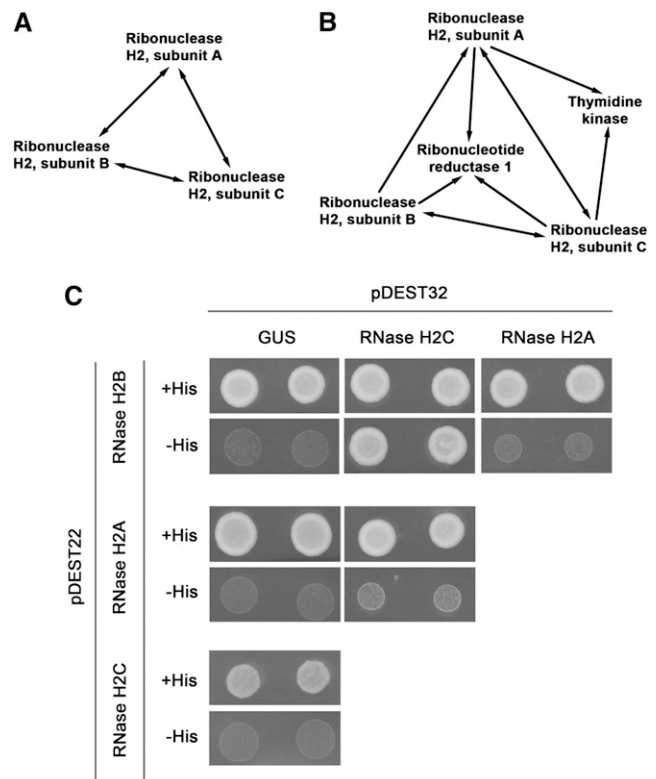 A
Ribonuclease
H2, subunit A
Ribonuclease
H2, subunit B
Ribonuclease
H2, subunit C
B
Ribonuclease
H2, subunit A
Thymidine
kinase
Ribonucleotide
reductase 1
Ribonuclease
H2, subunit B
Ribonuclease
H2, subunit C
C
pDEST32
GUS RNase H2C RNase H2A
pDEST22
RNase H2B
+His
-His
RNase H2A
+His
-His
RNase H2C
+His
-His